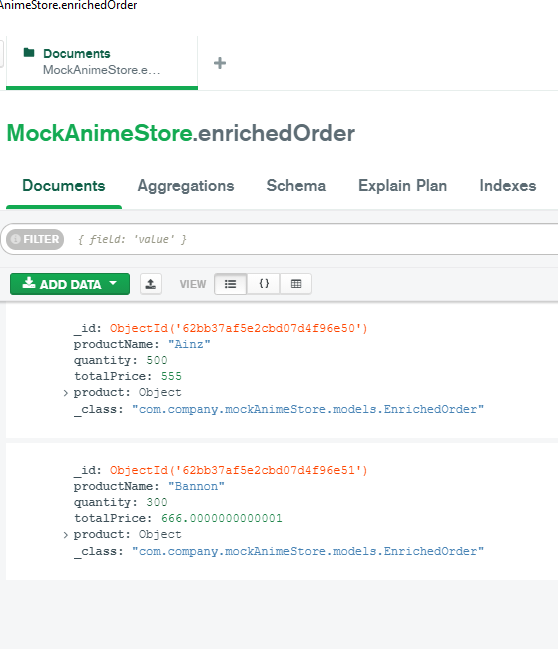 AnimeStore.enrichedOrder
Documents
MockAnimeStore.e...
MockAnimeStore.enrichedOrder
Documents Aggregations Schema Explain Plan Indexes
FILTER { field: 'value' }
ADD DATA VIEW { }
_id: ObjectId('62bb37af5e2cbd07d4f96e50')
productName: "Ainz"
quantity: 500
totalPrice: 555
product: Object
_class: "com.company.mockAnimeStore.models.EnrichedOrder"
_id: ObjectId('62bb37af5e2cbd07d4f96e51')
productName: "Bannon"
quantity: 300
totalPrice: 666.0000000000001
product: Object
_class: "com.company.mockAnimeStore.models.EnrichedOrder"